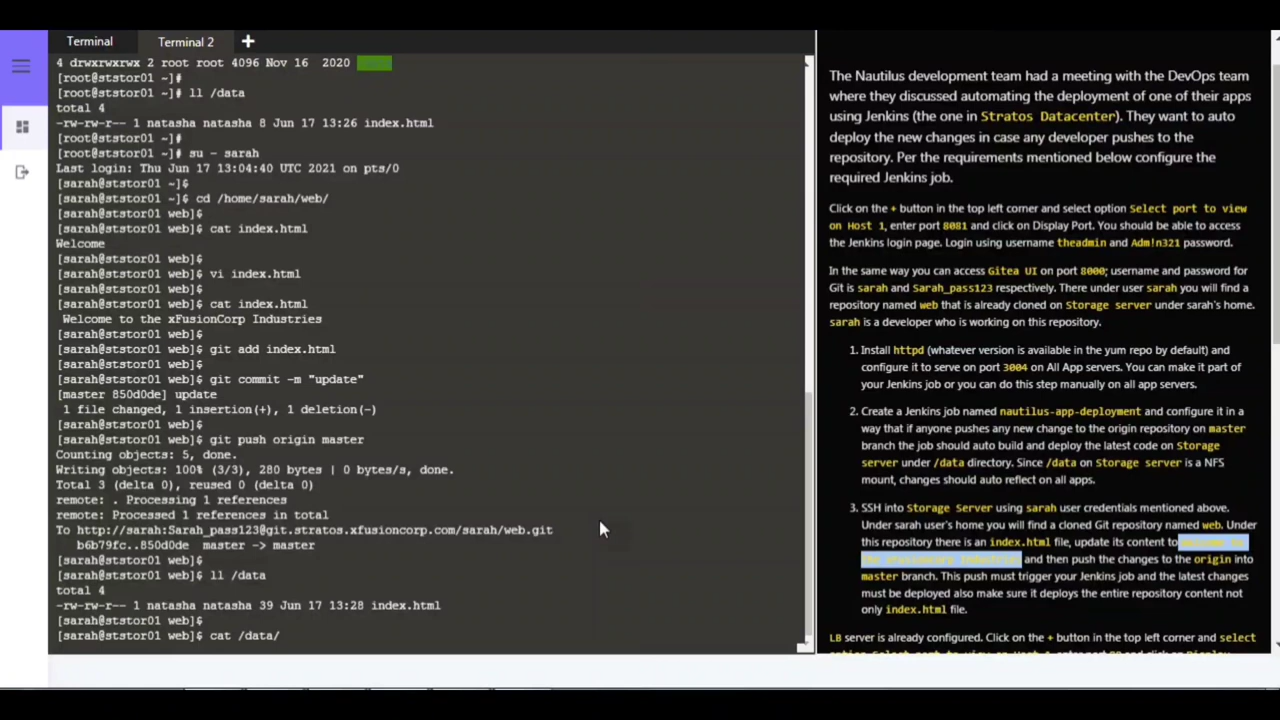 Terminal
Terminal 2
+
4 drwxrwxrwx 2 root root 4096 Nov 16  2020
[root@ststor01 ~]#
[root@ststor01 ~]# ll /data
total 4
-rw-rw-r-- 1 natasha natasha 8 Jun 17 13:26 index.html
[root@ststor01 ~]#
[root@ststor01 ~]# su - sarah
Last login: Thu Jun 17 13:04:40 UTC 2021 on pts/0
[sarah@ststor01 ~]$
[sarah@ststor01 ~]$ cd /home/sarah/web/
[sarah@ststor01 web]$
[sarah@ststor01 web]$ cat index.html
Welcome
[sarah@ststor01 web]$
[sarah@ststor01 web]$ vi index.html
[sarah@ststor01 web]$
[sarah@ststor01 web]$ cat index.html
 Welcome to the xFusionCorp Industries
[sarah@ststor01 web]$
[sarah@ststor01 web]$ git add index.html
[sarah@ststor01 web]$
[sarah@ststor01 web]$ git commit -m "update"
[master 850d0de] update
 1 file changed, 1 insertion(+), 1 deletion(-)
[sarah@ststor01 web]$
[sarah@ststor01 web]$ git push origin master
Counting objects: 5, done.
Writing objects: 100% (3/3), 280 bytes | 0 bytes/s, done.
Total 3 (delta 0), reused 0 (delta 0)
remote: . Processing 1 references
remote: Processed 1 references in total
To http://sarah:Sarah_pass123@git.stratos.xfusioncorp.com/sarah/web.git
   b6b79fc..850d0de  master -> master
[sarah@ststor01 web]$
[sarah@ststor01 web]$ ll /data
total 4
-rw-rw-r-- 1 natasha natasha 39 Jun 17 13:28 index.html
[sarah@ststor01 web]$
[sarah@ststor01 web]$ cat /data/
The Nautilus development team had a meeting with the DevOps team
where they discussed automating the deployment of one of their apps
using Jenkins (the one in Stratos Datacenter). They want to auto
deploy the new changes in case any developer pushes to the
repository. Per the requirements mentioned below configure the
required Jenkins job.
Click on the + button in the top left corner and select option Select port to view
on Host 1, enter port 8081 and click on Display Port. You should be able to access
the Jenkins login page. Login using username theadmin and Adm!n321 password.
In the same way you can access Gitea UI on port 8000; username and password for
Git is sarah and Sarah_pass123 respectively. There under user sarah you will find a
repository named web that is already cloned on Storage server under sarah's home.
sarah is a developer who is working on this repository.
1. Install httpd (whatever version is available in the yum repo by default) and
configure it to serve on port 3004 on All App servers. You can make it part of
your Jenkins job or you can do this step manually on all app servers.
2. Create a Jenkins job named nautilus-app-deployment and configure it in a
way that if anyone pushes any new change to the origin repository on master
branch the job should auto build and deploy the latest code on Storage
server under /data directory. Since /data on Storage server is a NFS
mount, changes should auto reflect on all apps.
3. SSH into Storage Server using sarah user credentials mentioned above.
Under sarah user's home you will find a cloned Git repository named web. Under
this repository there is an index.html file, update its content to
and then push the changes to the origin into
master branch. This push must trigger your Jenkins job and the latest changes
must be deployed also make sure it deploys the entire repository content not
only index.html file.
LB server is already configured. Click on the + button in the top left corner and select
option Select port to view on Host 1, enter port 80 and click on Display